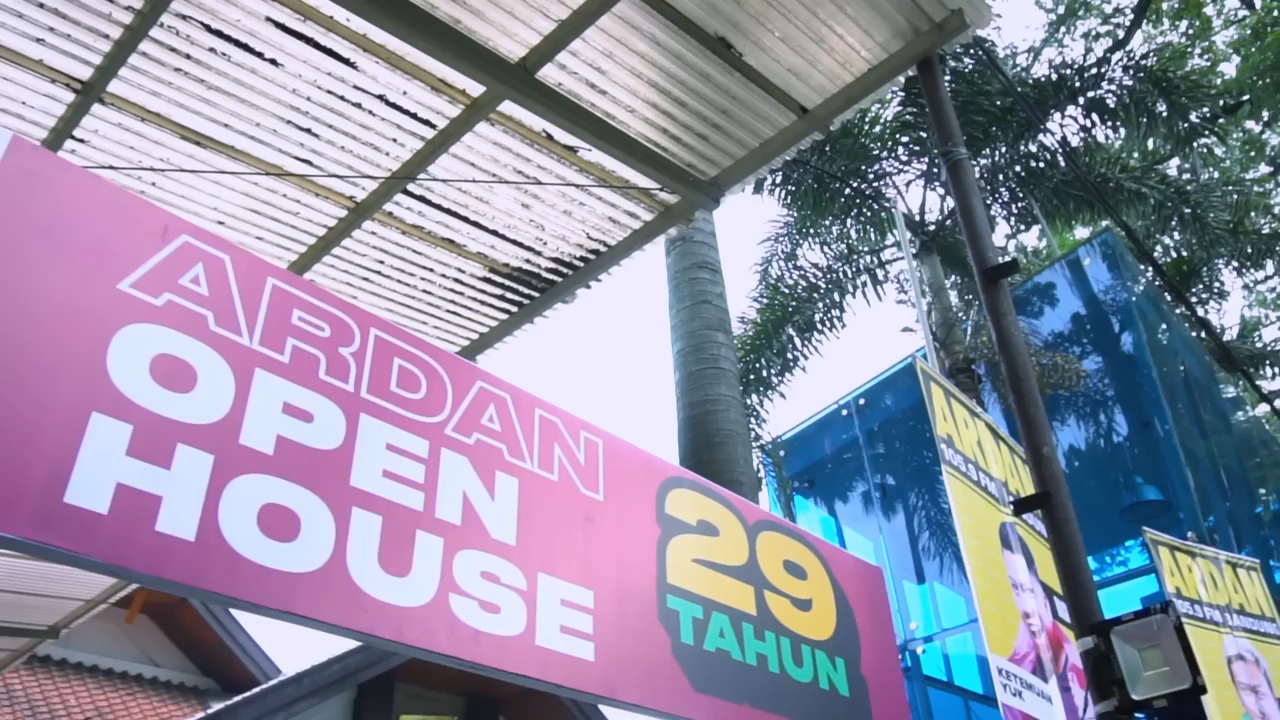 ARDAN
OPEN
HOUSE
29
TAHUN
ARDAN
105.9 FM
KETEMUAN
YUK
ARDAN
105.9 FM BANDUNG